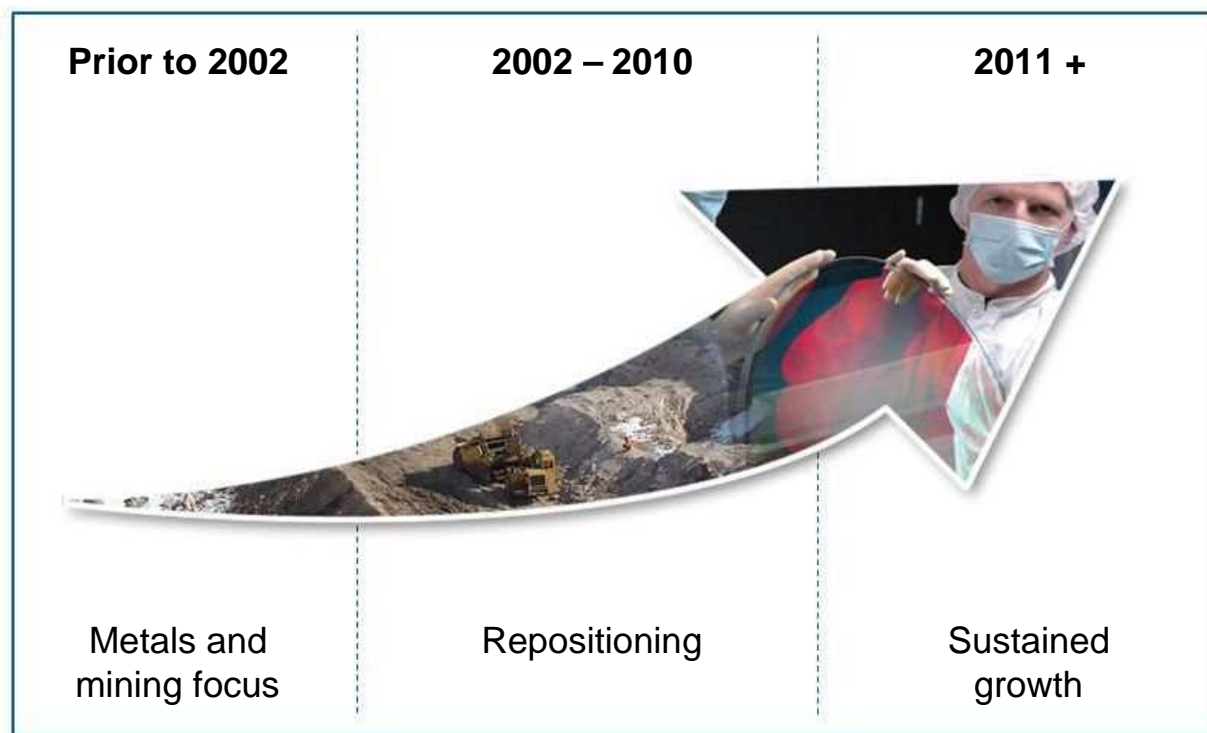 Prior to 2002
2002 – 2010
2011 +
Metals and
mining focus
Repositioning
Sustained
growth